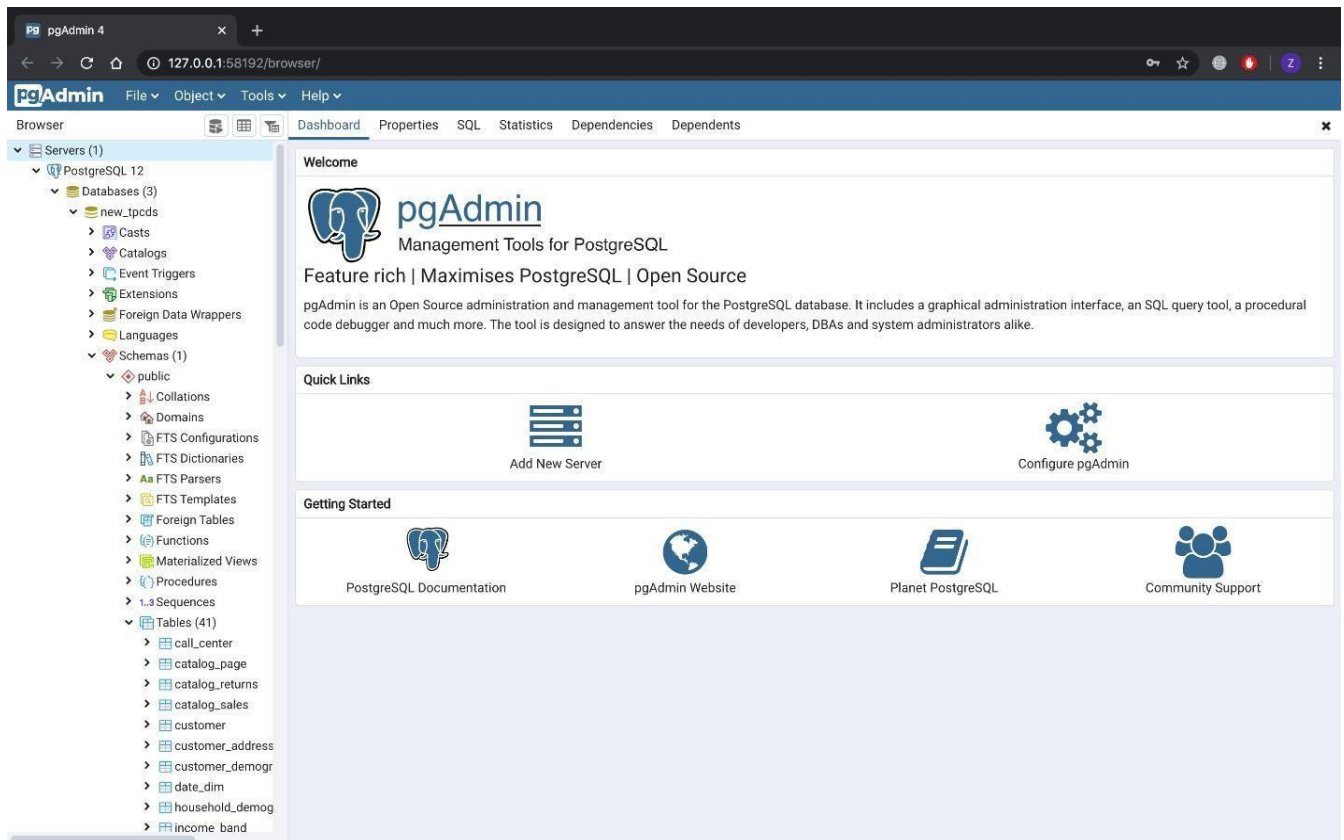 pgAdmin 4
127.0.0.1:58192/browser/
Z
pgAdmin File Object Tools Help
Browser
Dashboard Properties SQL Statistics Dependencies Dependents
Servers (1)
PostgreSQL 12
Databases (3)
new_tpcds
Casts
Catalogs
Event Triggers
Extensions
Foreign Data Wrappers
Languages
Schemas (1)
public
Collations
Domains
FTS Configurations
FTS Dictionaries
Aa FTS Parsers
FTS Templates
Foreign Tables
Functions
Materialized Views
Procedures
1..3 Sequences
Tables (41)
call_center
catalog_page
catalog_returns
catalog_sales
customer
customer_address
customer_demogr
date_dim
household_demog
income_band
Welcome
pgAdmin
Management Tools for PostgreSQL
Feature rich | Maximises PostgreSQL | Open Source
pgAdmin is an Open Source administration and management tool for the PostgreSQL database. It includes a graphical administration interface, an SQL query tool, a procedural
code debugger and much more. The tool is designed to answer the needs of developers, DBAs and system administrators alike.
Quick Links
Add New Server
Configure pgAdmin
Getting Started
PostgreSQL Documentation
pgAdmin Website
Planet PostgreSQL
Community Support